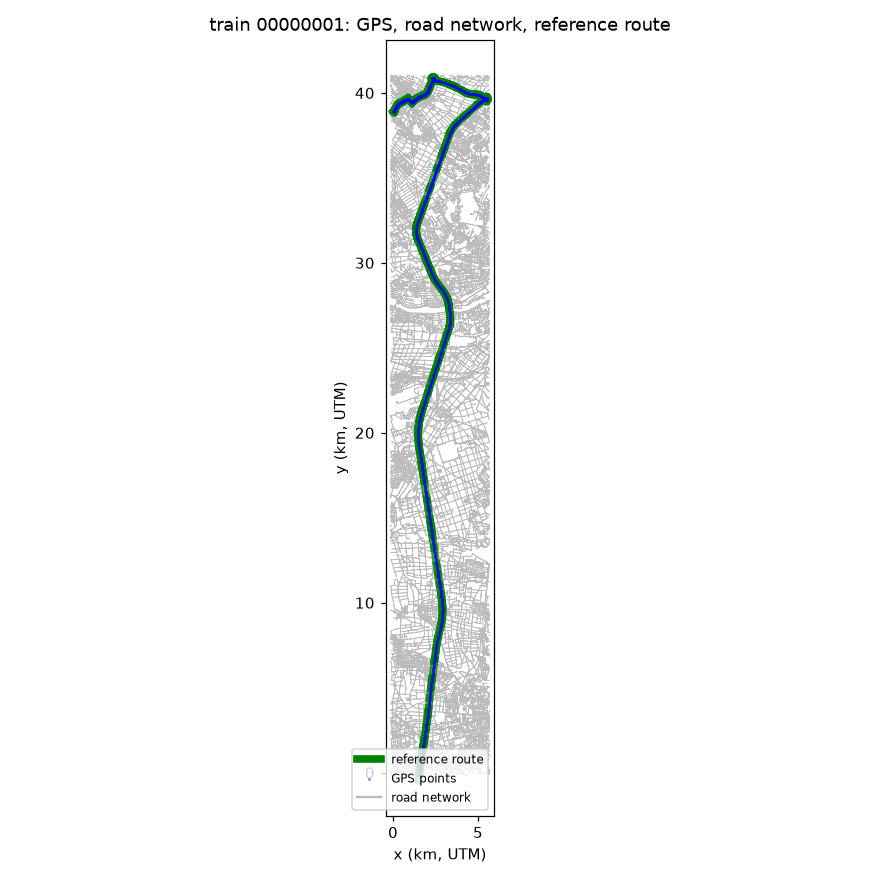 train 00000001: GPS, road network, reference route
y (km, UTM)
40
30
20
10
0
reference route
GPS points
road network
0
5
x (km, UTM)